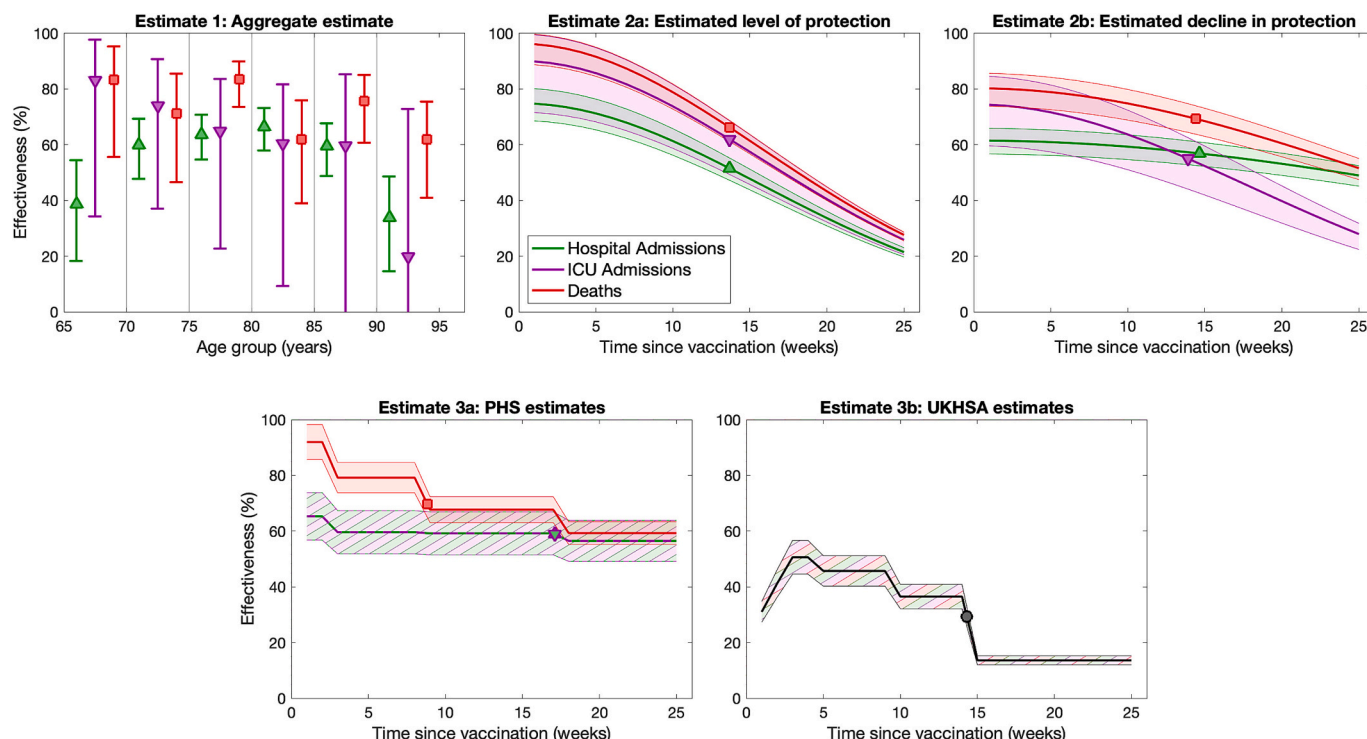 Estimate 1: Aggregate estimate
Effectiveness (%)
100
80
60
40
20
0
65 70 75 80 85 90 95
Age group (years)
Estimate 2a: Estimated level of protection
100
80
60
40
20
0
Hospital Admissions
ICU Admissions
Deaths
0 5 10 15 20 25
Time since vaccination (weeks)
Estimate 2b: Estimated decline in protection
100
80
60
40
20
0
0 5 10 15 20 25
Time since vaccination (weeks)
Estimate 3a: PHS estimates
Effectiveness (%)
100
80
60
40
20
0
0 5 10 15 20 25
Time since vaccination (weeks)
Estimate 3b: UKHSA estimates
100
80
60
40
20
0
0 5 10 15 20 25
Time since vaccination (weeks)